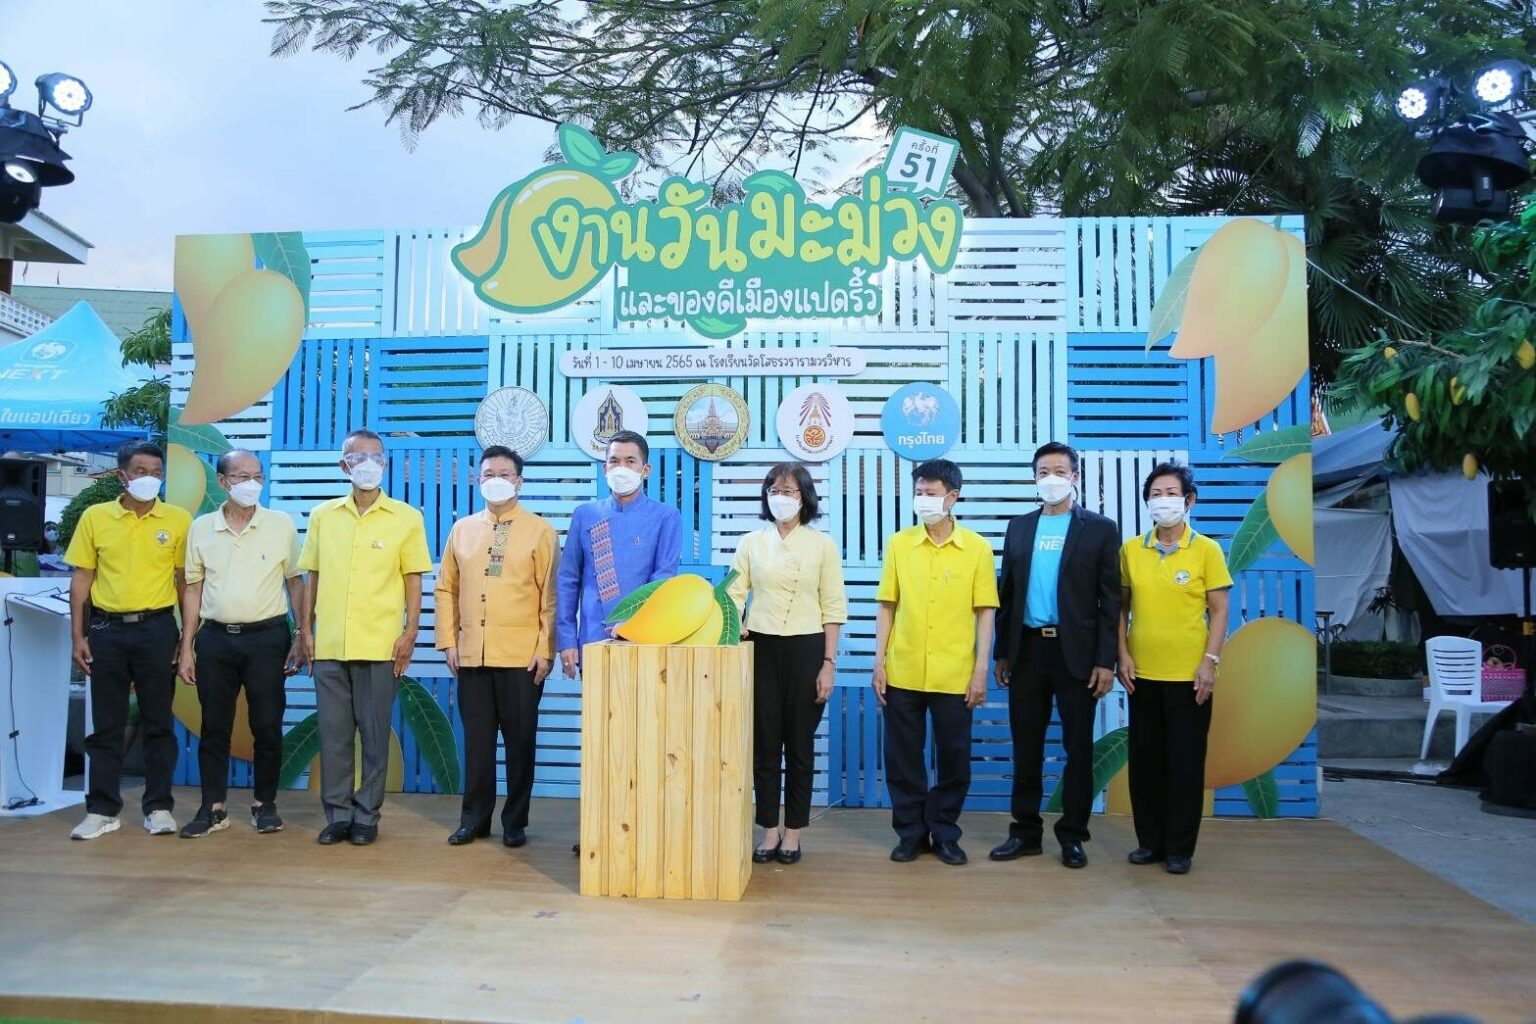 ครั้งที่
51
งานวันมะม่วง
และของดีเมืองแปดริ้ว
วันที่ 1 - 10 เมษายน 2565 ณ โรงเรียนวัดโสธรวรารามวรวิหาร
กรุงไทย
NEXT
ใบแอปเดียว
NE